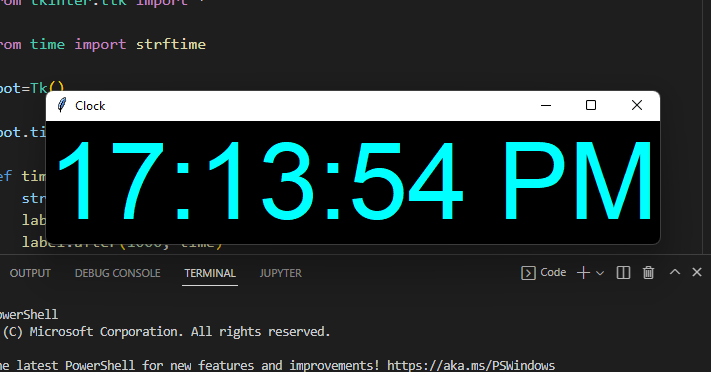 rom tkinter.ttk import *
rom time import strftime
oot=Tk()
Clock
oot.ti
17:13:54 PM
ef tim
str
lab
label.after(1000, time)
OUTPUT DEBUG CONSOLE TERMINAL JUPYTER Code
owerShell
(C) Microsoft Corporation. All rights reserved.
he latest PowerShell for new features and improvements! https://aka.ms/PSWindows